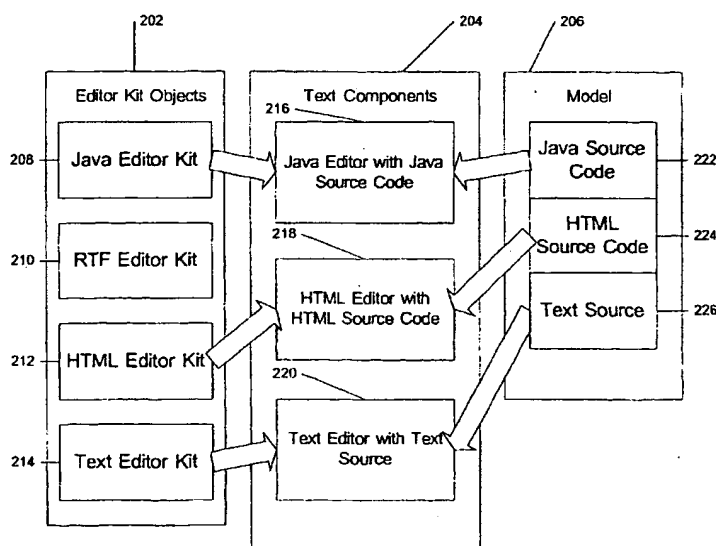 202
204
206
Editor Kit Objects
Text Components
Model
208
Java Editor Kit
216
Java Editor with Java
Source Code
Java Source
Code
222
210
RTF Editor Kit
218
HTML Editor with
HTML Source Code
HTML
Source Code
224
212
HTML Editor Kit
Text Source
226
214
Text Editor Kit
220
Text Editor with Text
Source